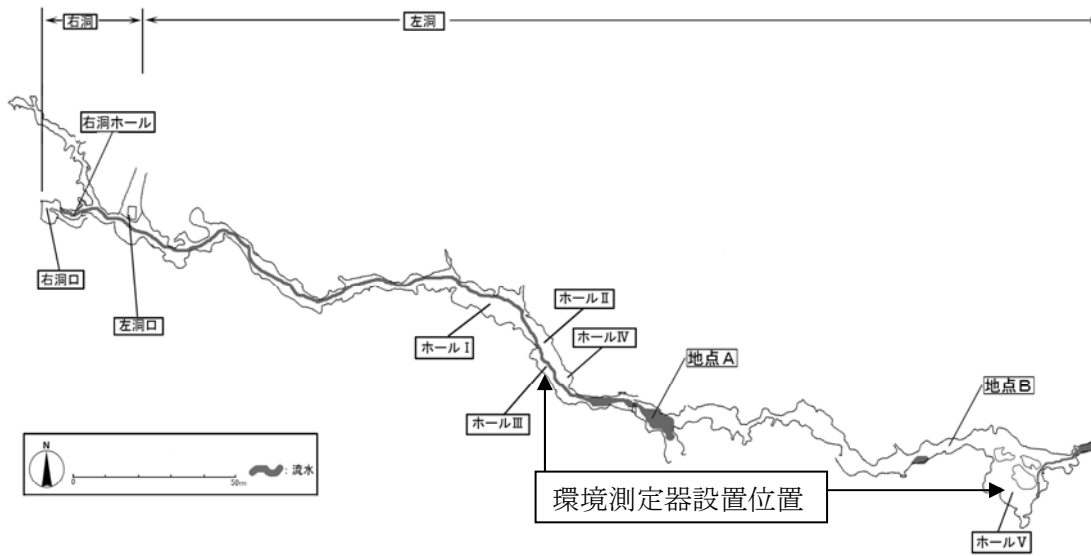 右洞
左洞
右洞ホール
右洞口
左洞口
ホールⅠ
ホールⅡ
ホールⅣ
ホールⅢ
地点A
地点B
環境測定器設置位置
ホールⅤ
N
0
50m
：流水